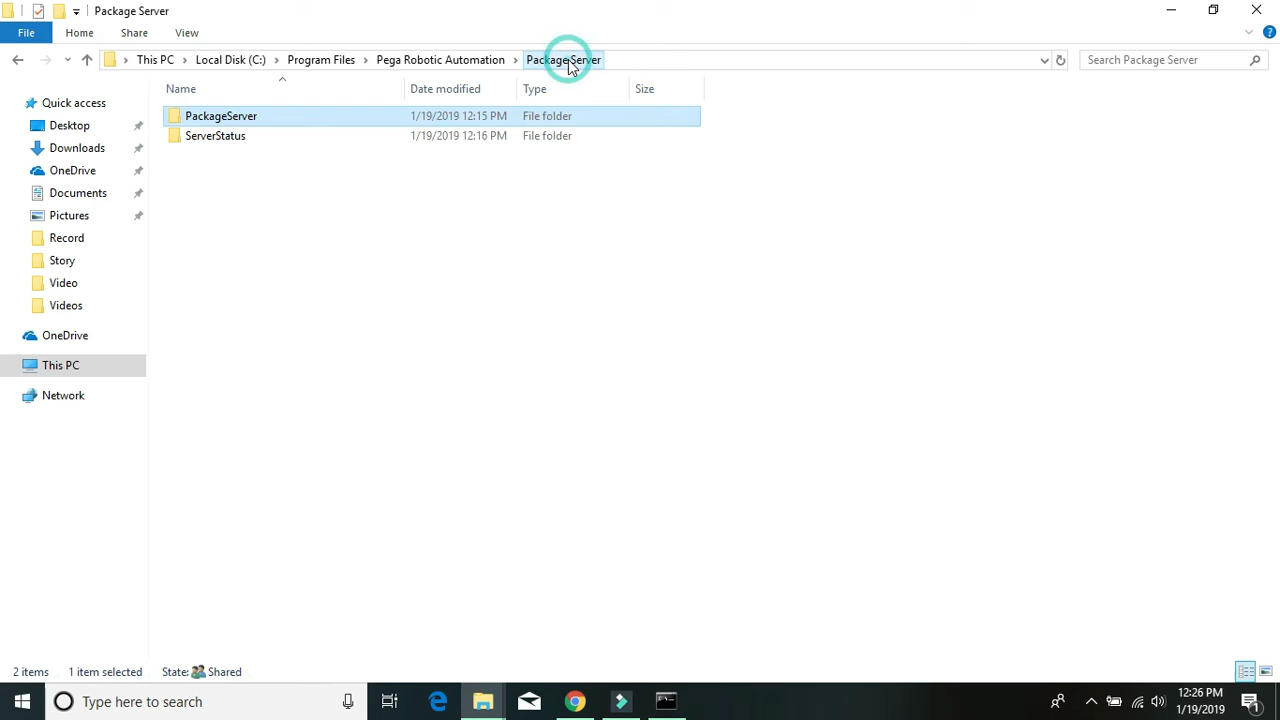 Package Server
File Home Share View
This PC Local Disk (C:) Program Files Pega Robotic Automation Package Server Search Package Server
Name Date modified Type Size
Quick access
Desktop
Downloads
OneDrive
Documents
Pictures
Record
Story
Video
Videos
OneDrive
This PC
Network
PackageServer 1/19/2019 12:15 PM File folder
ServerStatus 1/19/2019 12:16 PM File folder
2 items 1 item selected State: Shared
Type here to search
12:26 PM
1/19/2019
1